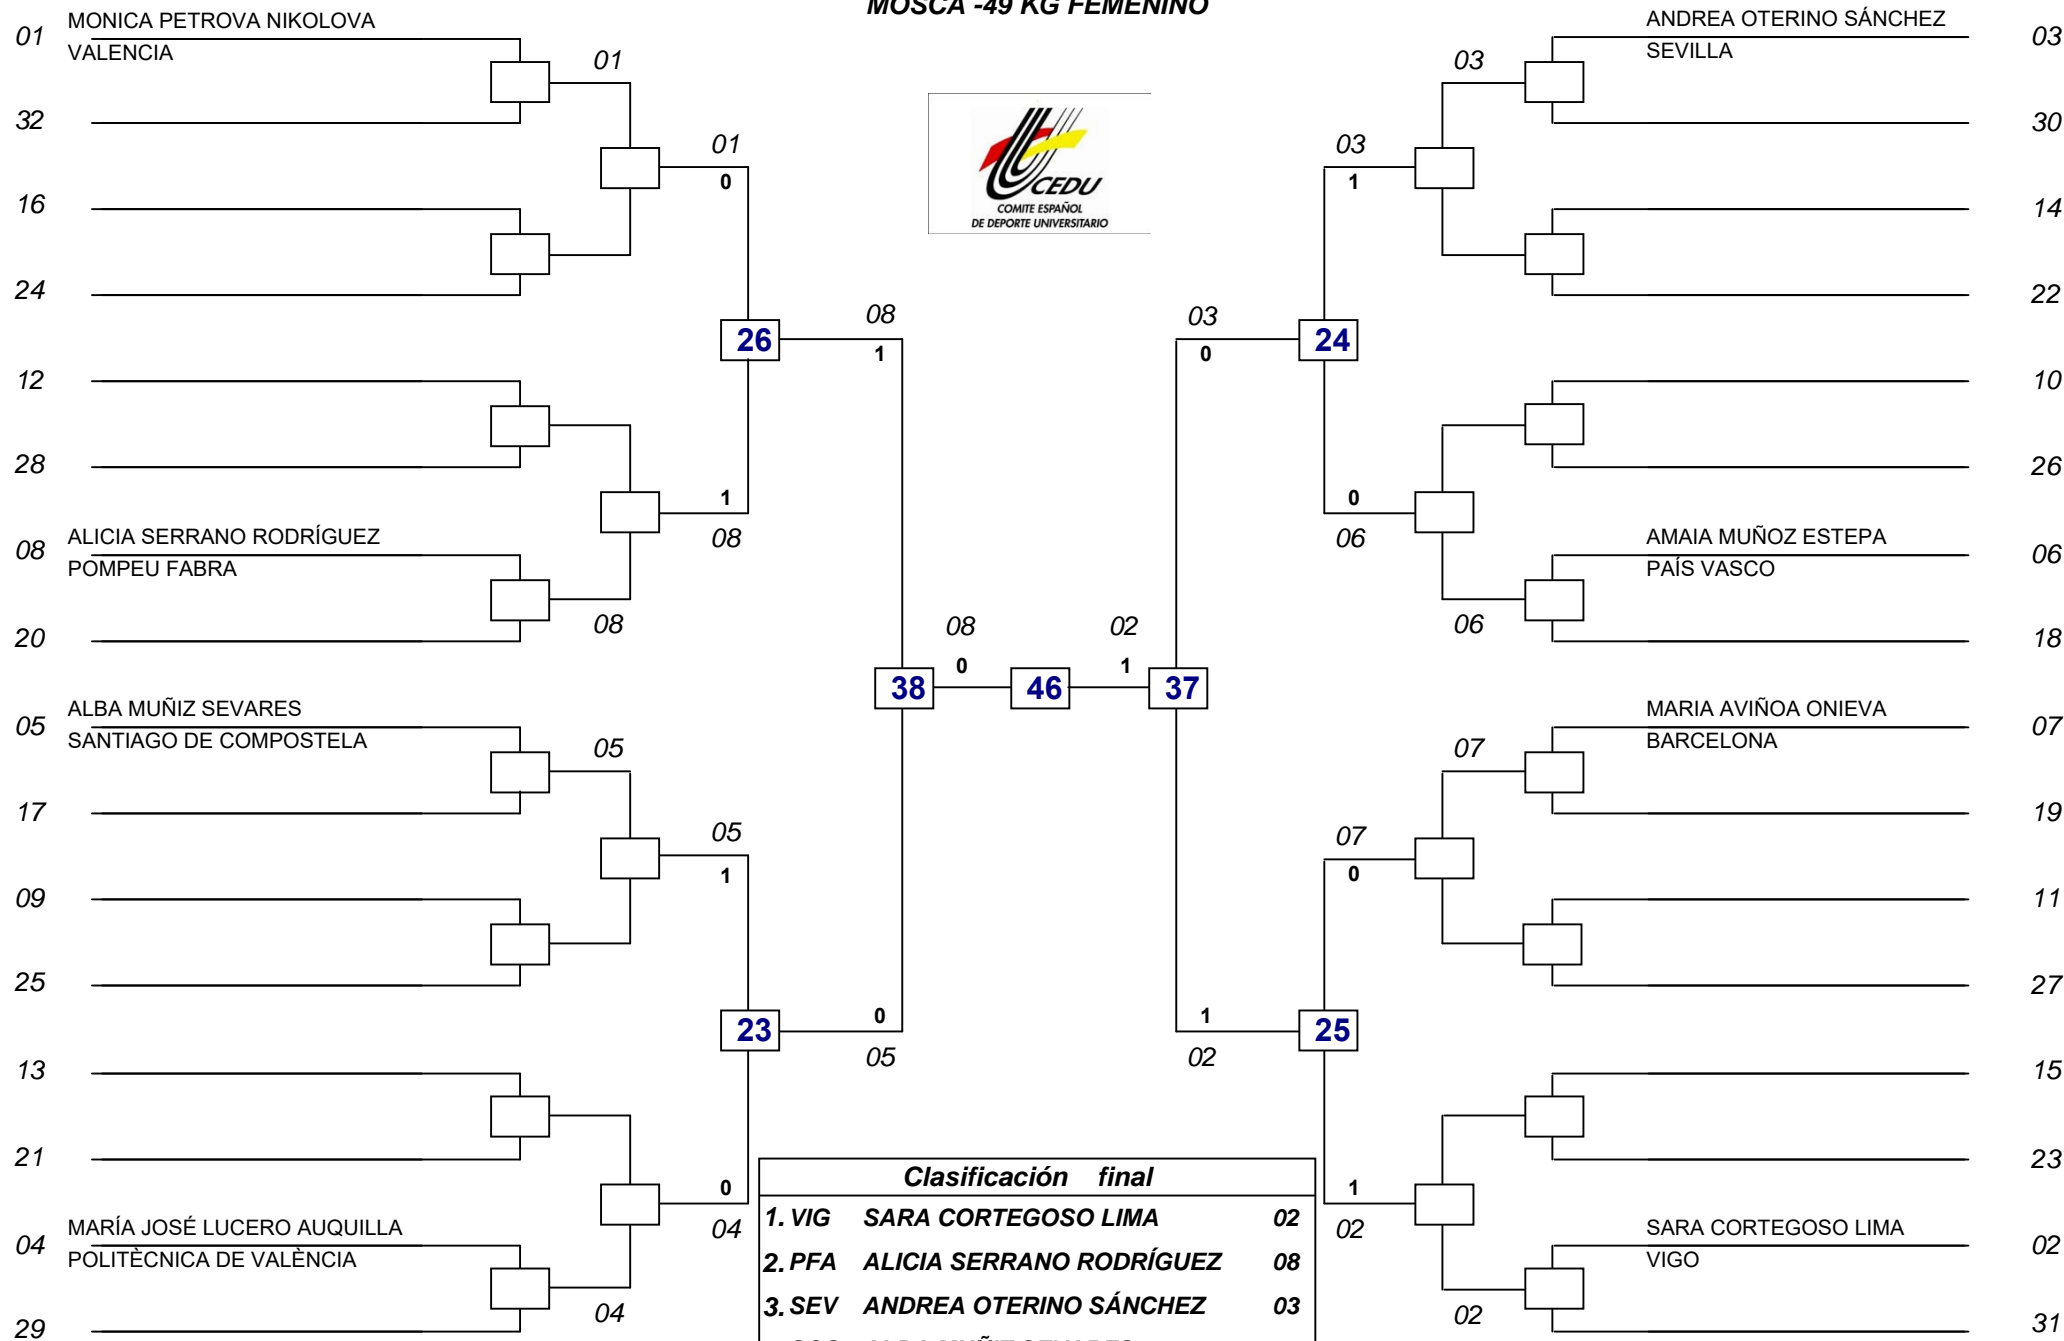 MOSCA -49 KG FEMENINO
01 MONICA PETROVA NIKOLOVA
VALENCIA
01
32
01
0
16
24
26
08
1
12
28
1
08
08 ALICIA SERRANO RODRÍGUEZ
POMPEU FABRA
20
08
05 ALBA MUÑIZ SEVARES
SANTIAGO DE COMPOSTELA
05
17
05
1
09
25
23
0
05
13
21
0
04
04 MARÍA JOSÉ LUCERO AUQUILLA
POLITÈCNICA DE VALÈNCIA
04
29
CEDU
COMITE ESPAÑOL
DE DEPORTE UNIVERSITARIO
08 02
0 1
38 46 37
ANDREA OTERINO SÁNCHEZ 03
SEVILLA
03
30
03
1
14
22
03
0
24
10
26
0
06
AMAIA MUÑOZ ESTEPA 06
PAÍS VASCO
06
18
MARIA AVIÑOA ONIEVA 07
BARCELONA
07
19
07
0
11
27
1
02
25
15
23
1
02
SARA CORTEGOSO LIMA 02
VIGO
02
31
Clasificación final
1. VIG SARA CORTEGOSO LIMA 02
2. PFA ALICIA SERRANO RODRÍGUEZ 08
3. SEV ANDREA OTERINO SÁNCHEZ 03